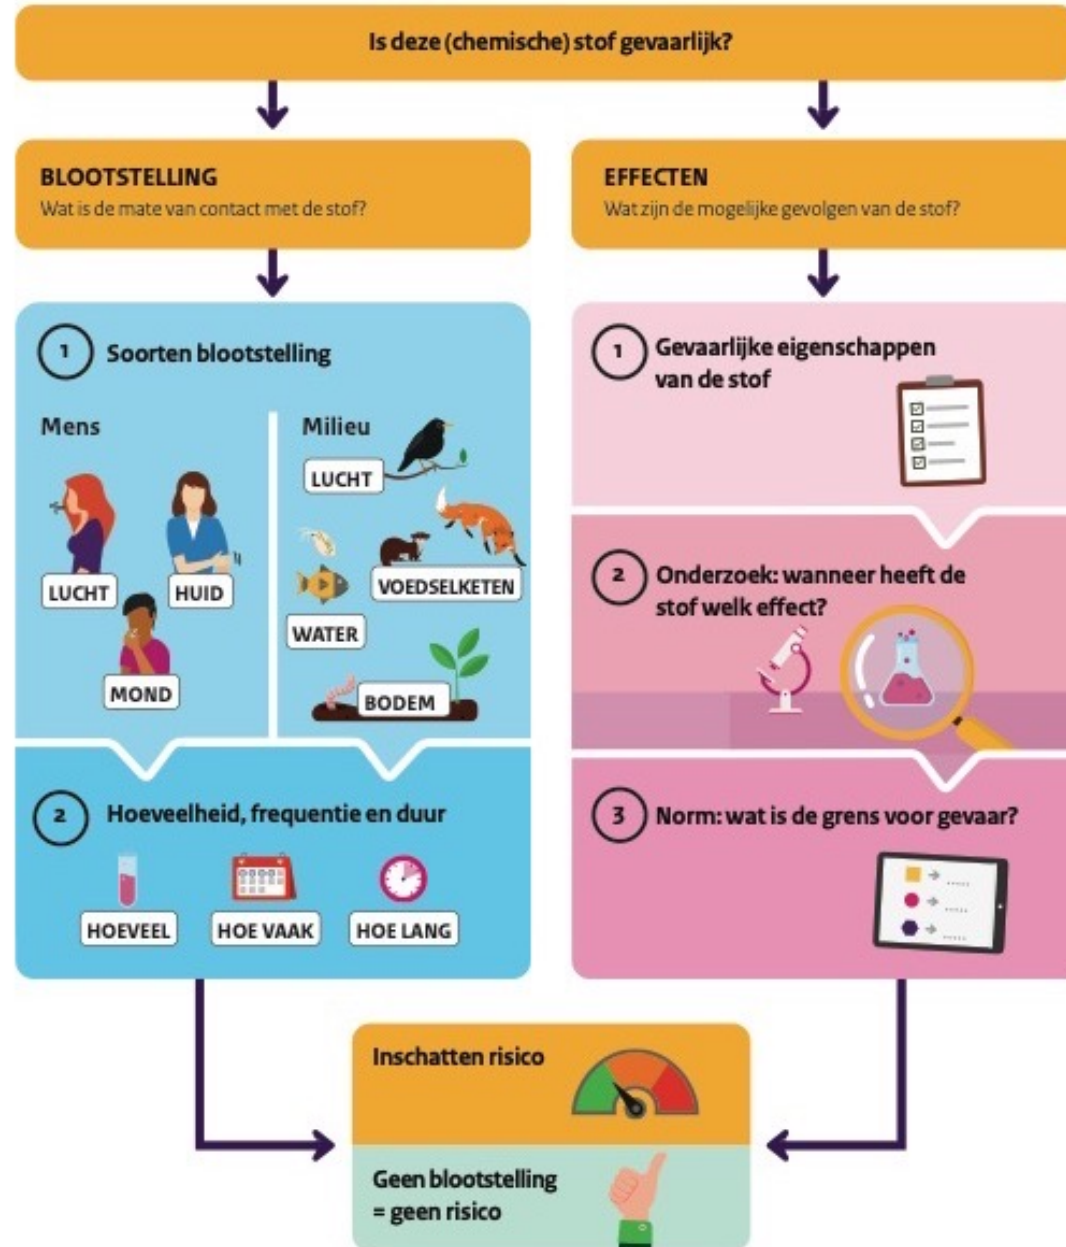 Is deze (chemische) stof gevaarlijk?
BLOOTSTELLING
Wat is de mate van contact met de stof?
1
Soorten blootstelling
Mens
LUCHT
HUID
MOND
Milieu
LUCHT
VOEDSELKETEN
WATER
BODEM
2
Hoeveelheid, frequentie en duur
HOEVEEL
HOE VAAK
HOE LANG
EFFECTEN
Wat zijn de mogelijke gevolgen van de stof?
1
Gevaarlijke eigenschappen
van de stof
2
Onderzoek: wanneer heeft de
stof welk effect?
3
Norm: wat is de grens voor gevaar?
Inschatten risico
Geen blootstelling
= geen risico